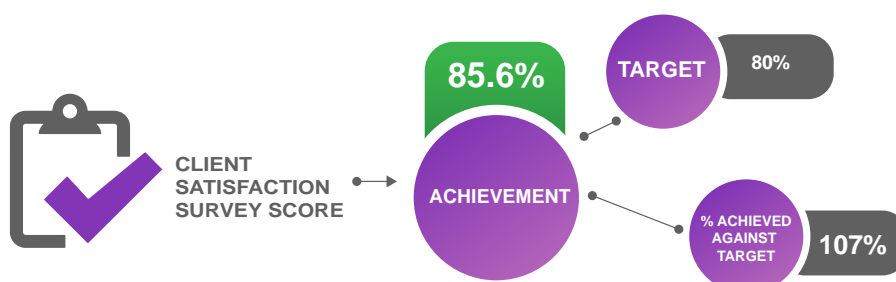 CLIENT
SATISFACTION
SURVEY SCORE
85.6%
ACHIEVEMENT
TARGET
80%
% ACHIEVED
AGAINST
TARGET
107%